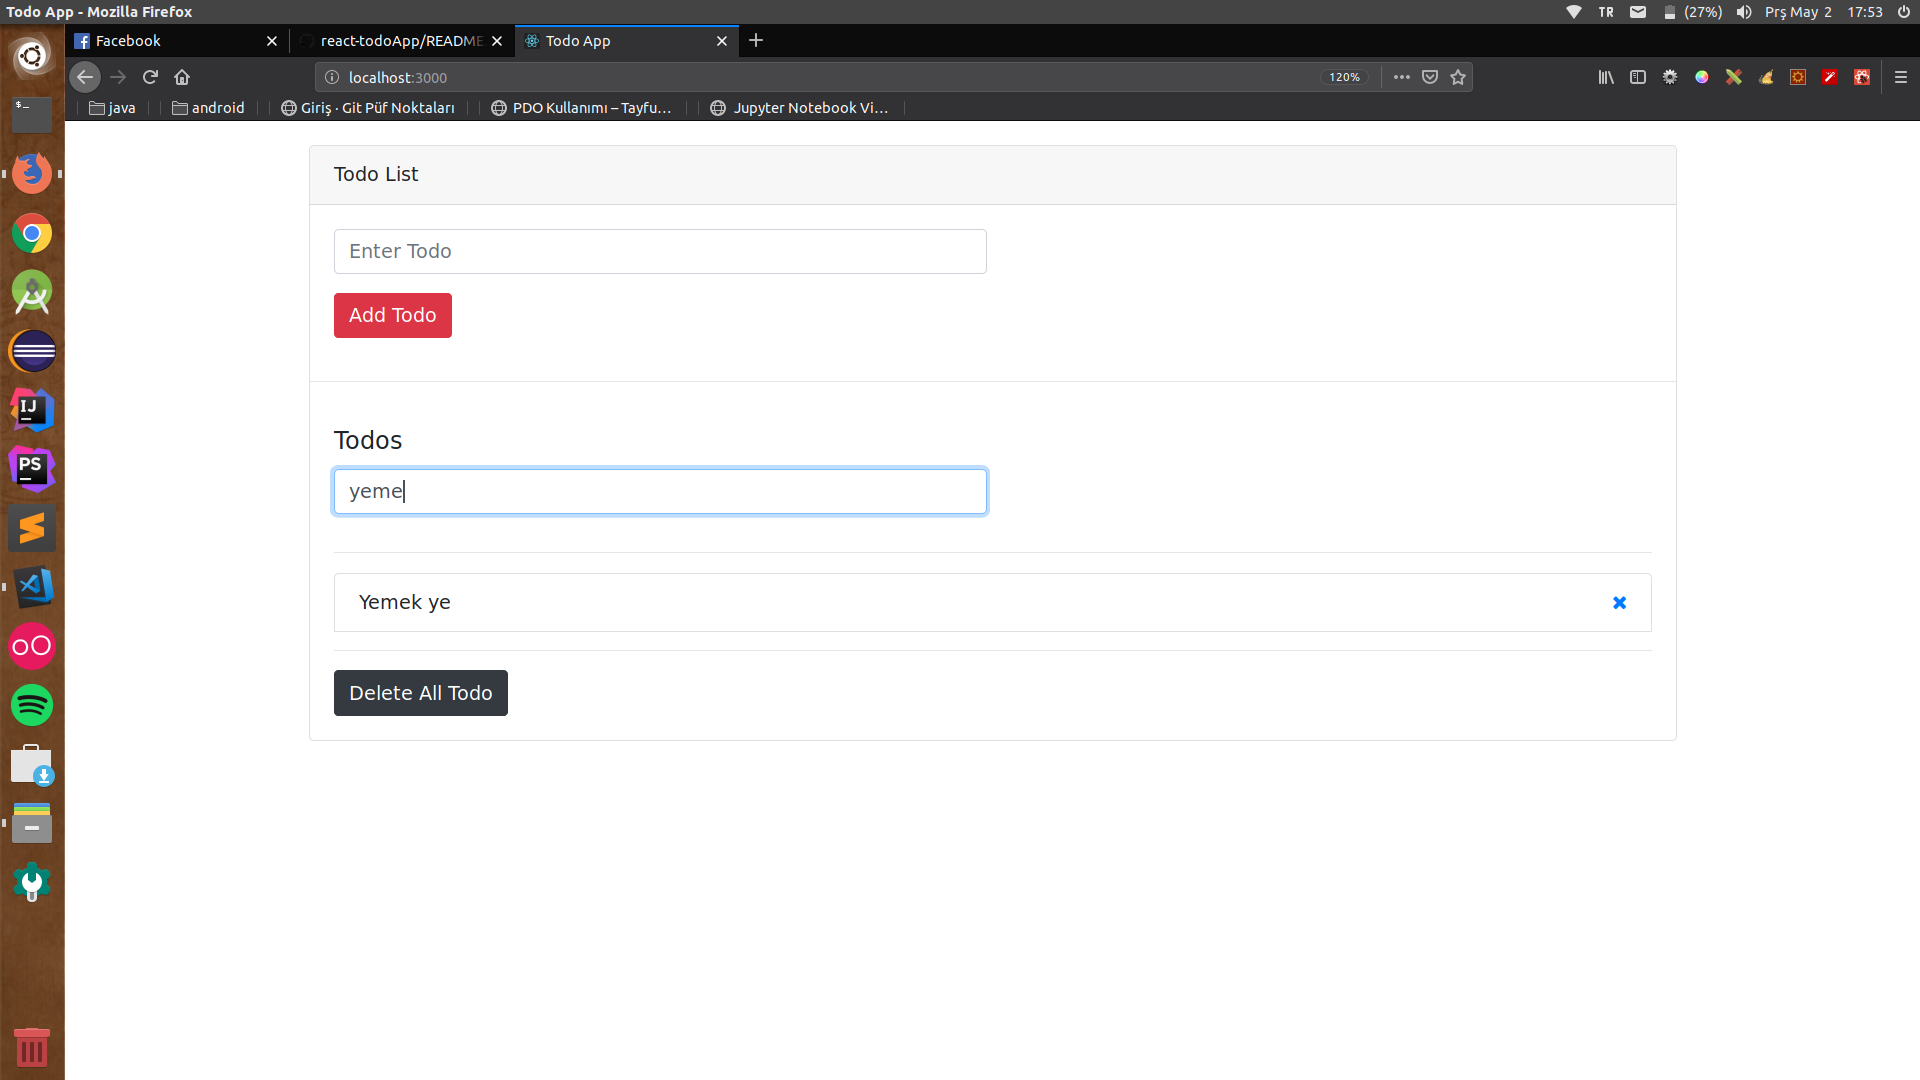 Todo App - Mozilla Firefox
TR (27%) Prş May 2 17:53
Facebook
react-todoApp/README
Todo App
localhost:3000
120%
java
android
Giriş · Git Püf Noktaları
PDO Kullanımı – Tayfu…
Jupyter Notebook Vi…
$_
IJ
PS
Todo List
Enter Todo
Add Todo
Todos
yeme
Yemek ye
Delete All Todo